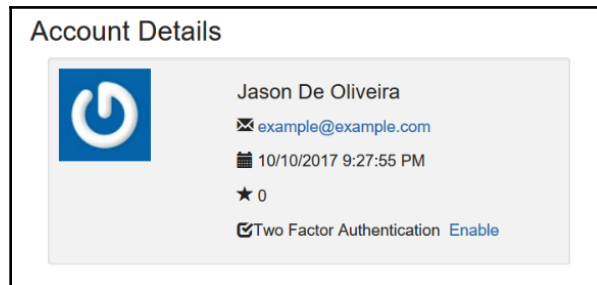 Account Details
Jason De Oliveira
example@example.com
10/10/2017 9:27:55 PM
0
Two Factor Authentication Enable